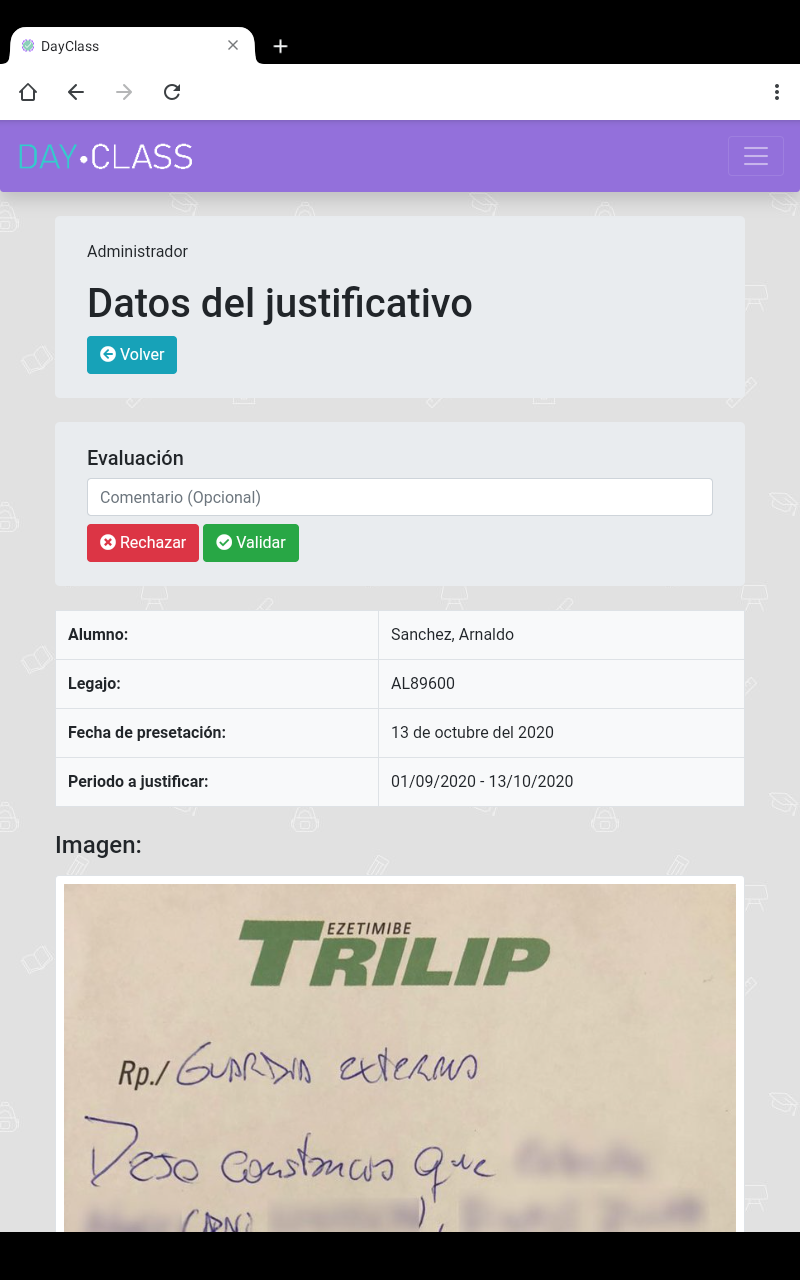 DayClass
DAY•CLASS
Administrador
Datos del justificativo
Volver
Evaluación
Comentario (Opcional)
Rechazar Validar
Alumno: Sanchez, Arnaldo
Legajo: AL89600
Fecha de presetación: 13 de octubre del 2020
Periodo a justificar: 01/09/2020 - 13/10/2020
Imagen:
EZETIMIBE
TRILIP
Rp./ GUARDIA EXTERNA
Dejo constancia que